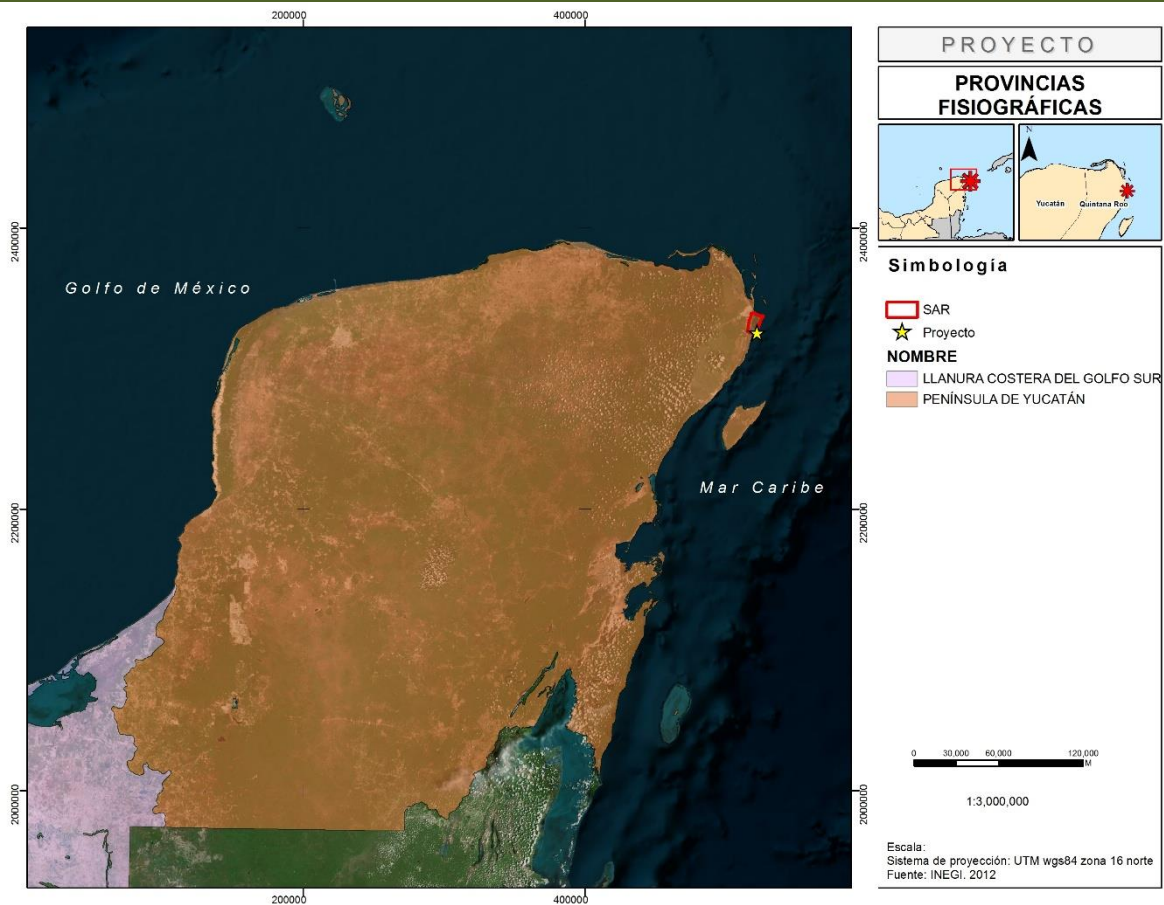 200000
400000
2400000
2200000
2000000
Golfo de México
Mar Caribe
2400000
2200000
2000000
200000
400000
PROYECTO
PROVINCIAS
FISIOGRÁFICAS
N
Yucatán
Quintana Roo
Simbología
SAR
Proyecto
NOMBRE
LLANURA COSTERA DEL GOLFO SUR
PENÍNSULA DE YUCATÁN
0 30,000 60,000 120,000
M
1:3,000,000
Escala:
Sistema de proyección: UTM wgs84 zona 16 norte
Fuente: INEGI. 2012